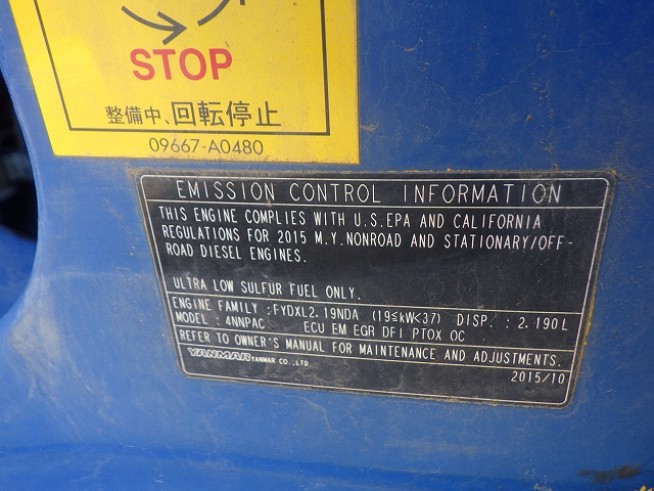 STOP
整備中、回転停止
09667-A0480
EMISSION CONTROL INFORMATION
THIS ENGINE COMPLIES WITH U.S.EPA AND CALIFORNIA
REGULATIONS FOR 2015 M.Y.NONROAD AND STATIONARY/OFF-
ROAD DIESEL ENGINES.
ULTRA LOW SULFUR FUEL ONLY.
ENGINE FAMILY :FYDXL2.19NDA (19≦kW<37) DISP. : 2.190L
MODEL : 4NNPAC ECU EM EGR DFI PTOX OC
REFER TO OWNER'S MANUAL FOR MAINTENANCE AND ADJUSTMENTS.
YANMAR YANMAR CO.,LTD. 2015/10